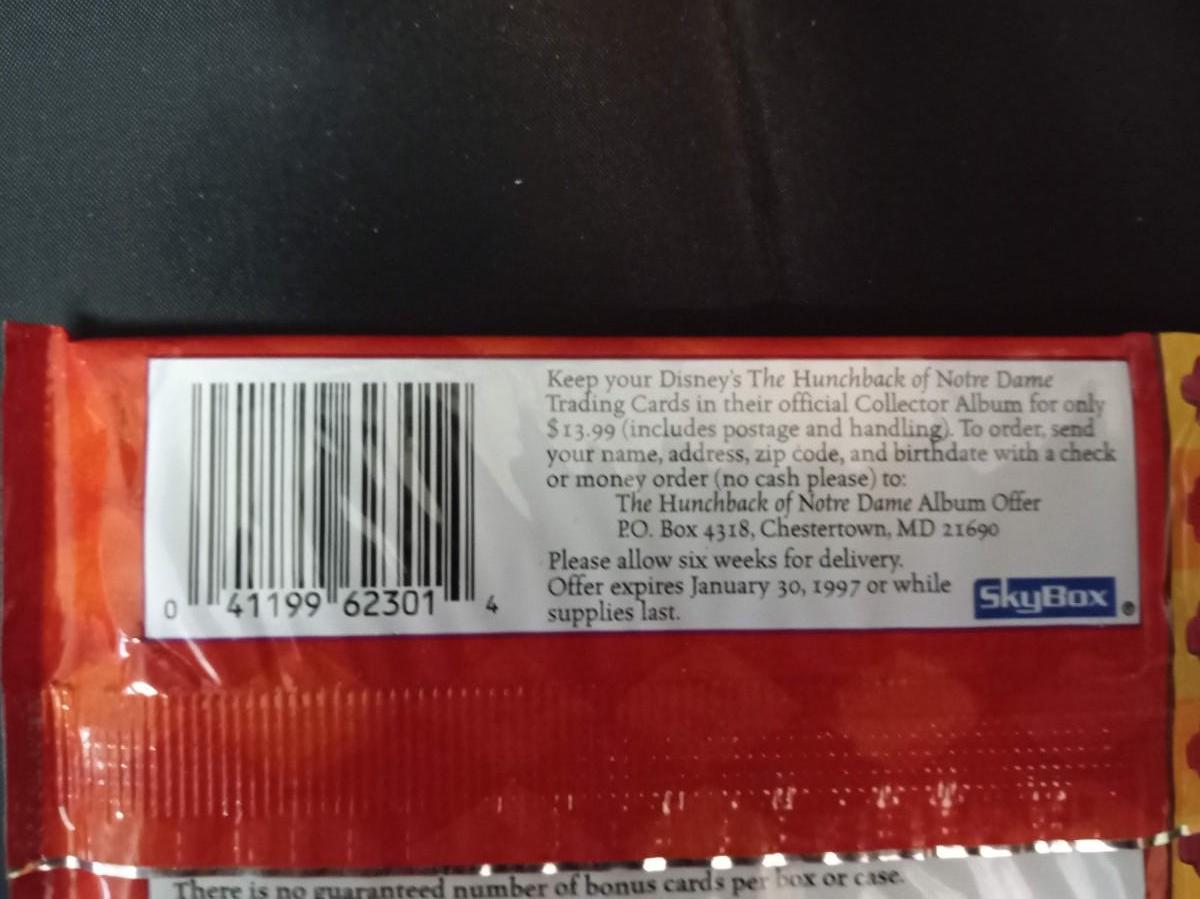 Keep your Disney's The Hunchback of Notre Dame
Trading Cards in their official Collector Album for only
$13.99 (includes postage and handling). To order, send
your name, address, zip code, and birthdate with a check
or money order (no cash please) to:
The Hunchback of Notre Dame Album Offer
P.O. Box 4318, Chestertown, MD 21690
Please allow six weeks for delivery.
Offer expires January 30, 1997 or while
supplies last.
SkyBox ®
0 41199 62301 4
There is no guaranteed number of bonus cards per box or case.